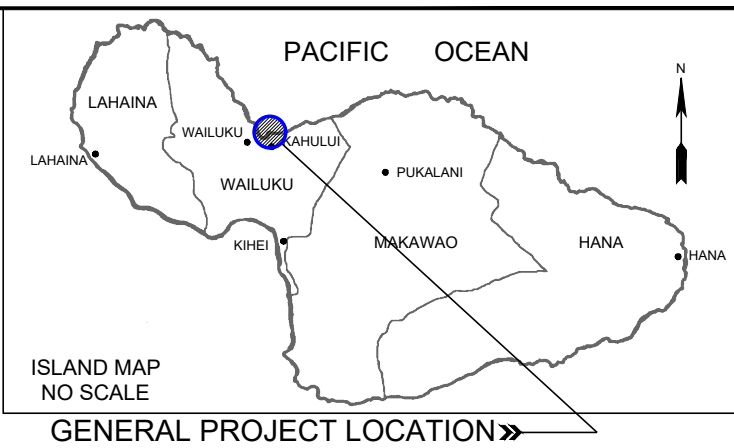 PACIFIC OCEAN
N
LAHAINA
WAILUKU
KAHULUI
LAHAINA
WAILUKU
PUKALANI
KIHEI
MAKAWAO
HANA
HANA
ISLAND MAP
NO SCALE
GENERAL PROJECT LOCATION